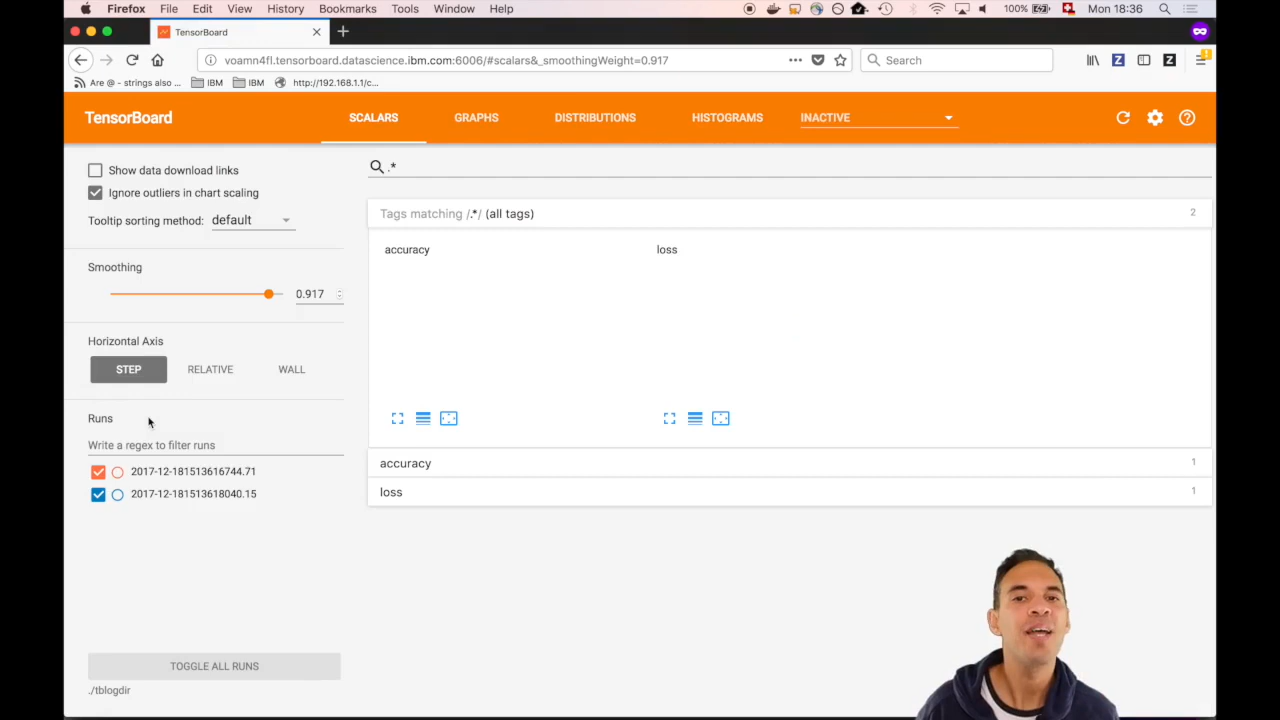 Firefox File Edit View History Bookmarks Tools Window Help 100% Mon 18:36
TensorBoard
voamn4fl.tensorboard.datascience.ibm.com:6006/#scalars&_smoothingWeight=0.917 Search
Are @ - strings also ... IBM IBM http://192.168.1.1/c...
TensorBoard SCALARS GRAPHS DISTRIBUTIONS HISTOGRAMS INACTIVE
Show data download links
Ignore outliers in chart scaling
Tooltip sorting method: default
Smoothing
0.917
Horizontal Axis
STEP RELATIVE WALL
Runs
Write a regex to filter runs
2017-12-181513616744.71
2017-12-181513618040.15
TOGGLE ALL RUNS
./tblogdir
.*
Tags matching /.*/ (all tags) 2
accuracy loss
accuracy 1
loss 1